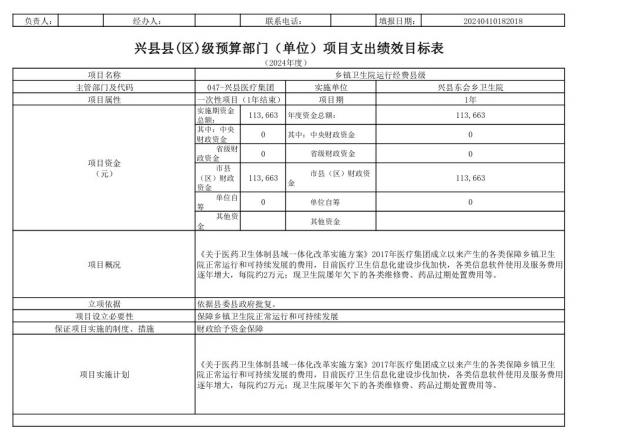 负责人： 经办人： 联系电话： 填报日期： 20240410182018
兴县县(区)级预算部门（单位）项目支出绩效目标表
（2024年度）
项目名称 乡镇卫生院运行经费县级
主管部门及代码 047-兴县医疗集团 实施单位 兴县东会乡卫生院
项目属性 一次性项目（1年结束） 项目期 1年
项目资金
（元）
实施期资金
总额： 113,663 年度资金总额： 113,663
其中：中央
财政资金 0 其中：中央财政资金 0
省级财
政资金 0 省级财政资金 0
市县
（区）财政
资金 113,663 市县（区）财政资
金 113,663
单位自
筹 0 单位自筹 0
其他资
金 其他资金
项目概况
《关于医药卫生体制县域一体化改革实施方案》2017年医疗集团成立以来产生的各类保障乡镇卫生
院正常运行和可持续发展的费用，目前医疗卫生信息化建设步伐加快，各类信息软件使用及服务费用
逐年增大，每院约2万元；现卫生院屡年欠下的各类维修费、药品过期处置费用等。
立项依据 依据县委县政府批复。
项目设立必要性 保障乡镇卫生院正常运行和可持续发展
保证项目实施的制度、措施 财政给予资金保障
项目实施计划
《关于医药卫生体制县域一体化改革实施方案》2017年医疗集团成立以来产生的各类保障乡镇卫生
院正常运行和可持续发展的费用，目前医疗卫生信息化建设步伐加快，各类信息软件使用及服务费用
逐年增大，每院约2万元；现卫生院屡年欠下的各类维修费、药品过期处置费用等。